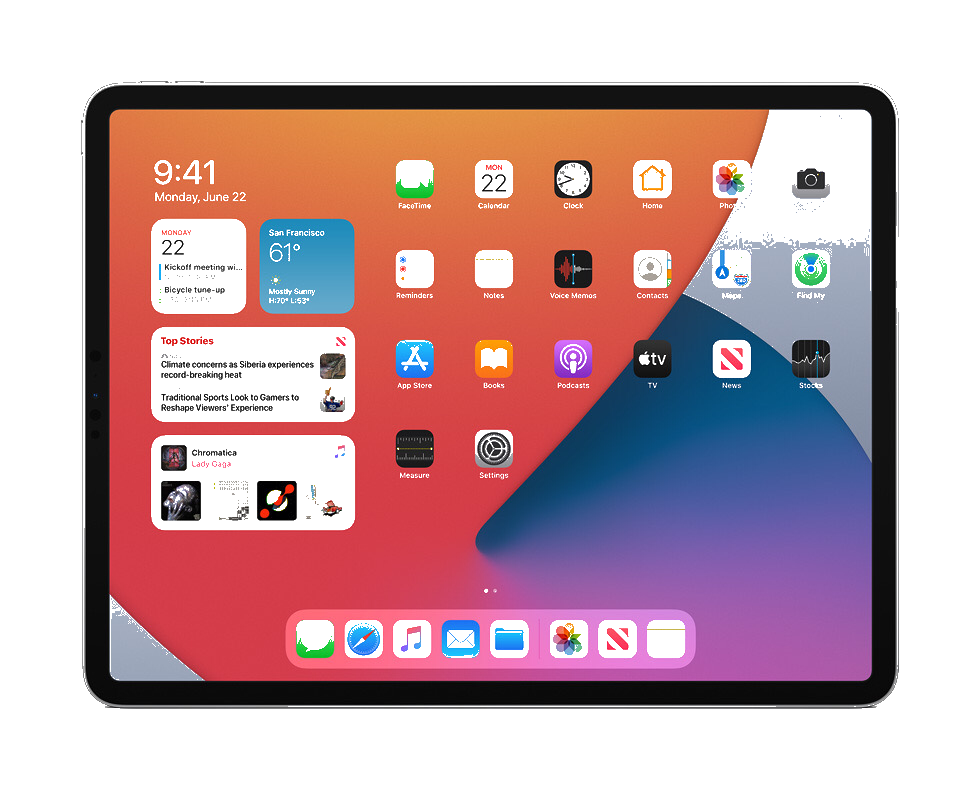 9:41
Monday, June 22
MONDAY
22
Kickoff meeting wi...
Bicycle tune-up
San Francisco
61°
Mostly Sunny
H:70° L:53°
Top Stories
Climate concerns as Siberia experiences
record-breaking heat
Traditional Sports Look to Gamers to
Reshape Viewers' Experience
Chromatica
Lady Gaga
MON
22
FaceTime
Calendar
Clock
Home
Photos
Reminders
Notes
Voice Memos
Contacts
Maps
Find My
tv
App Store
Books
Podcasts
TV
News
Stocks
Measure
Settings